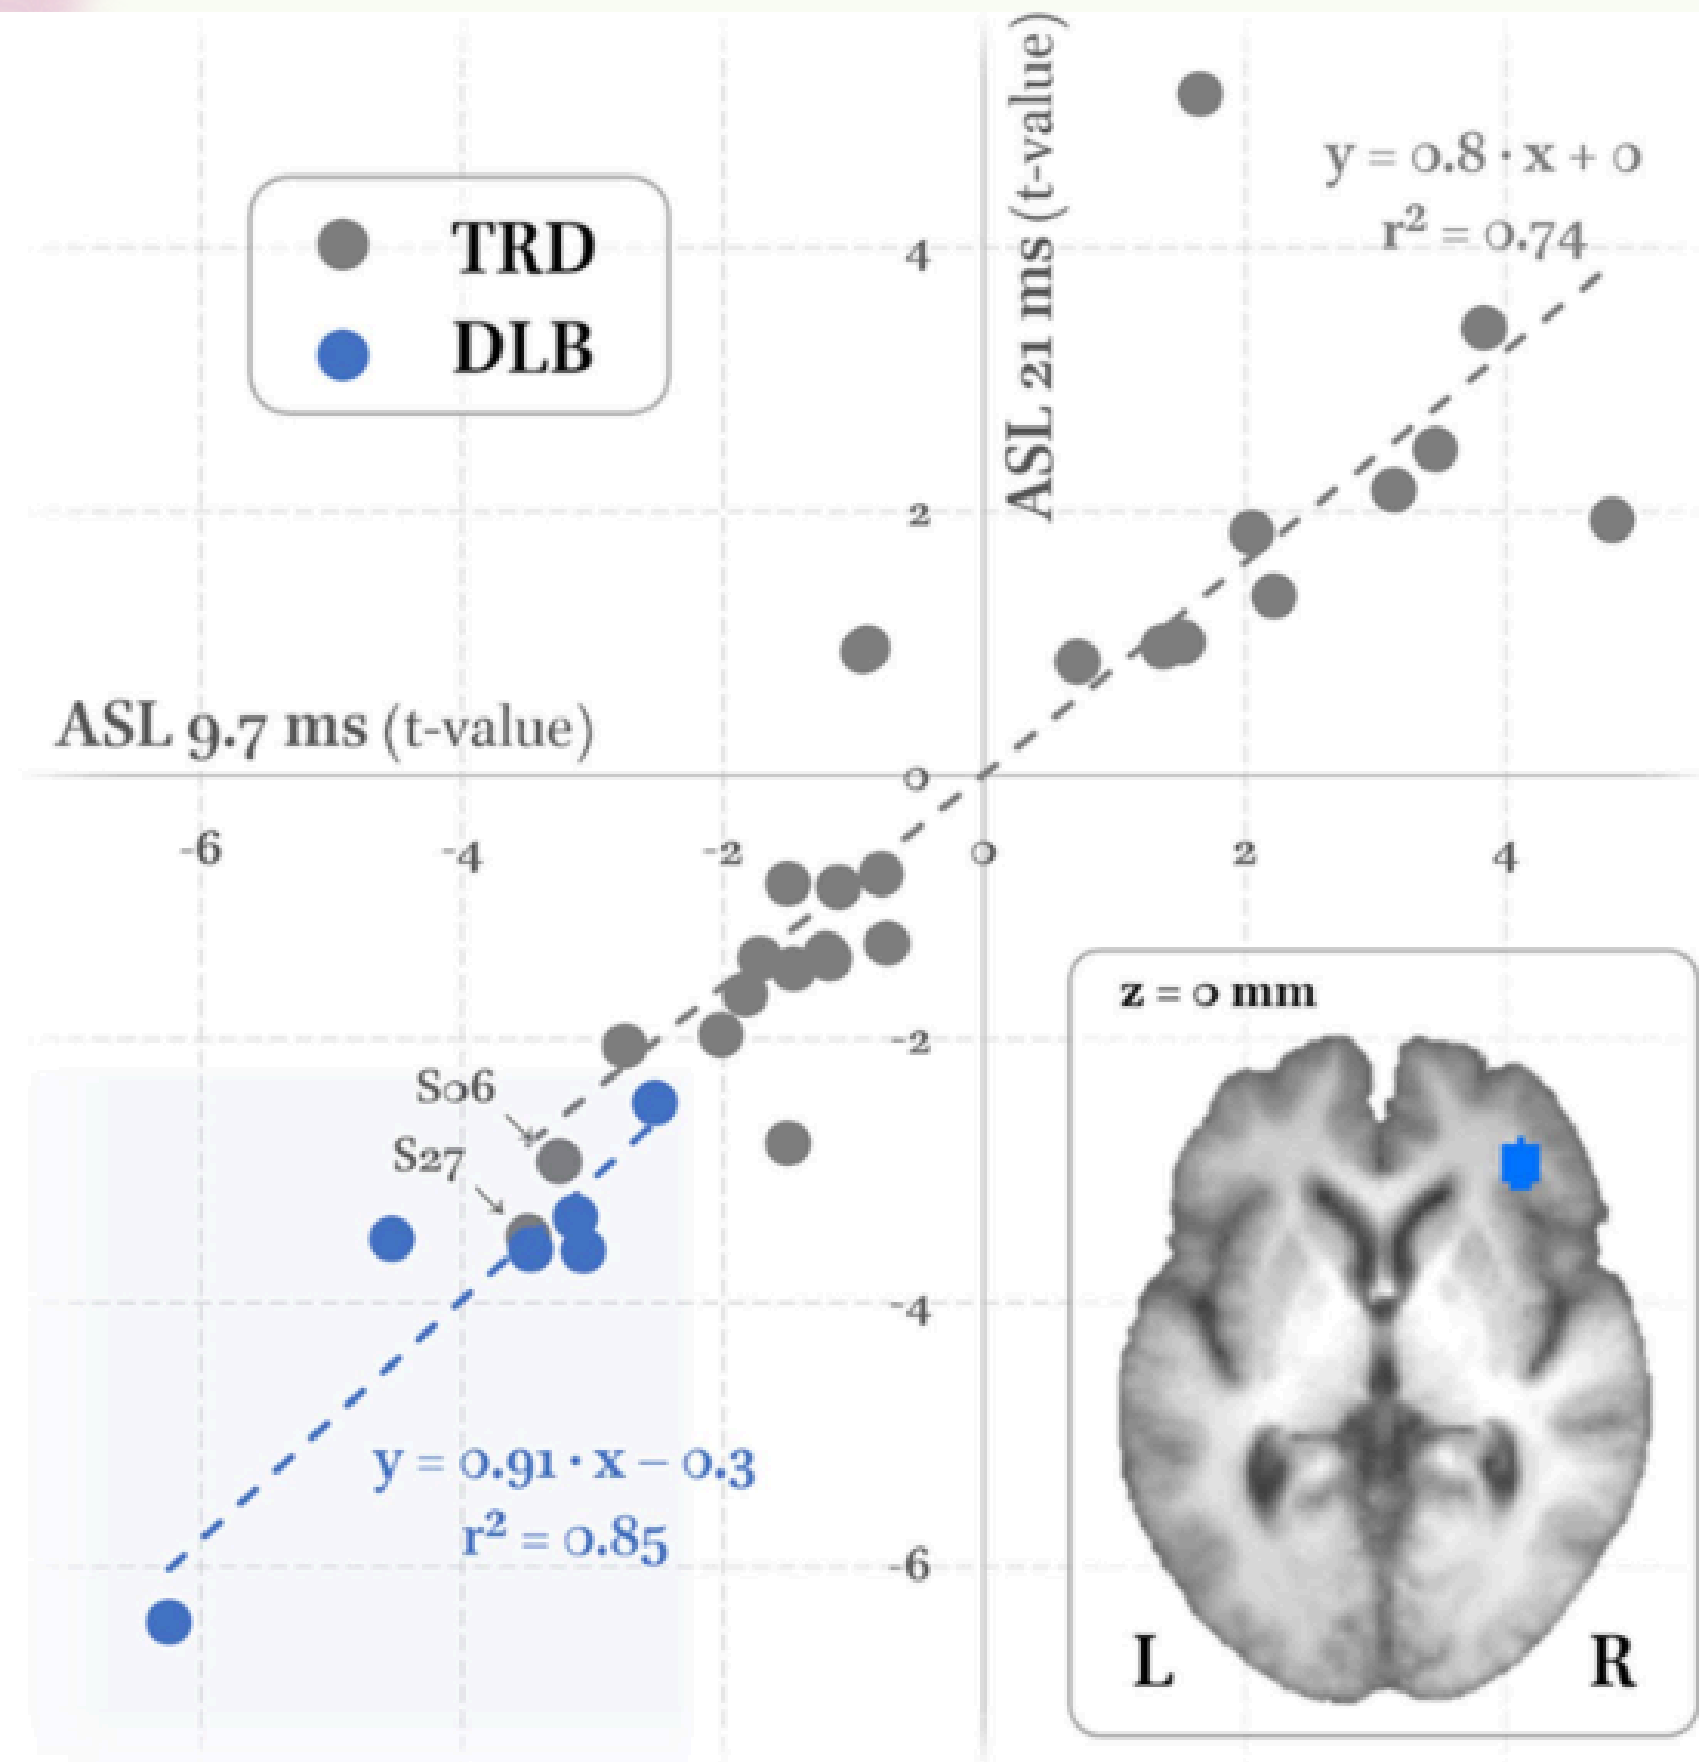 ASL 21 ms (t-value)
y = 0.8 · x + 0
r² = 0.74
TRD
DLB
4
2
ASL 9.7 ms (t-value)
0
-6
-4
-2
0
2
4
z = 0 mm
-2
S06
S27
-4
y = 0.91 · x − 0.3
r² = 0.85
-6
L
R